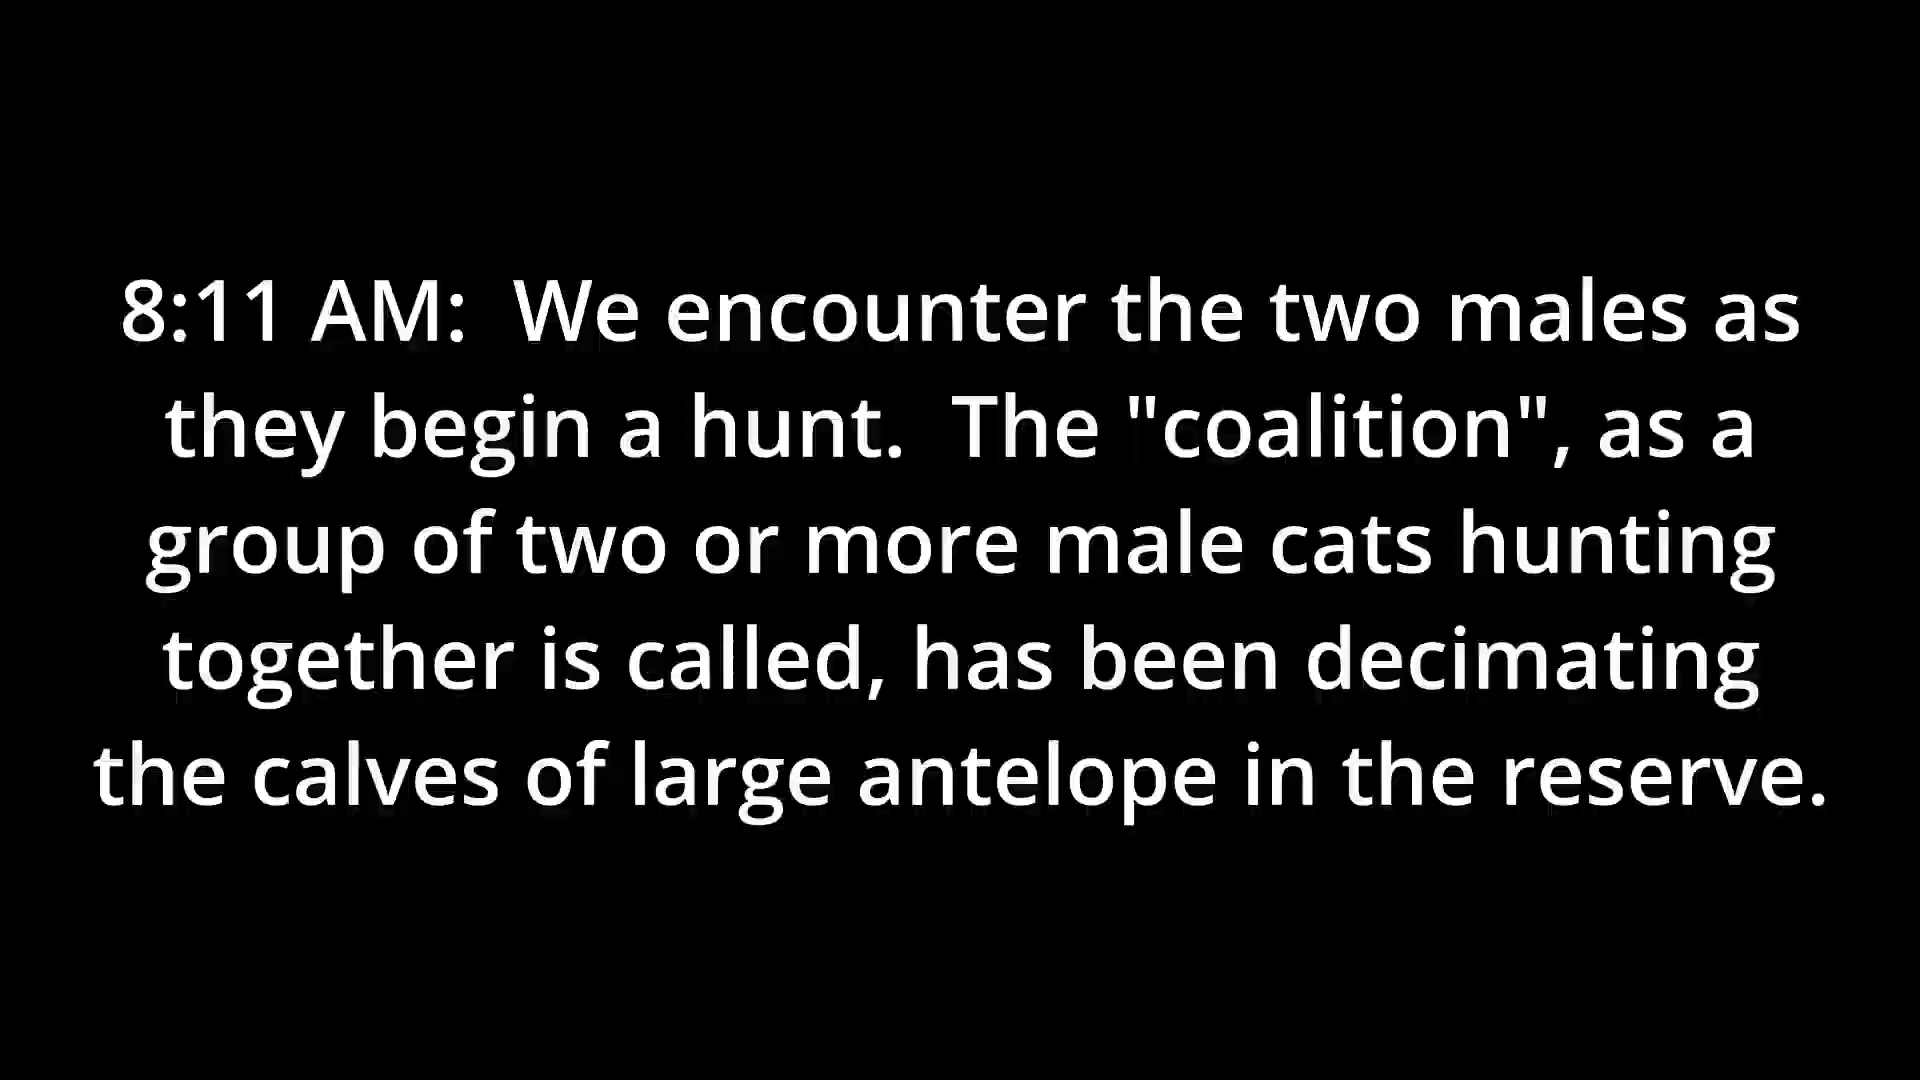 8:11 AM:  We encounter the two males as
they begin a hunt.  The "coalition", as a
group of two or more male cats hunting
together is called, has been decimating
the calves of large antelope in the reserve.